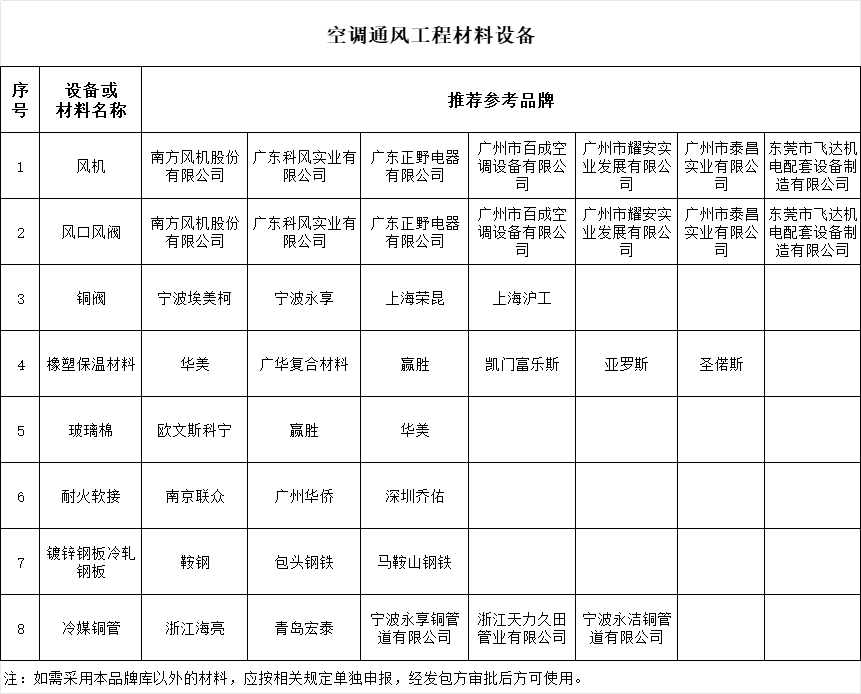 空调通风工程材料设备
序
号
设备或
材料名称
推荐参考品牌
1
风机
南方风机股份
有限公司
广东科风实业有
限公司
广东正野电器
有限公司
广州市百成空
调设备有限公
司
广州市耀安实
业发展有限公
司
广州市泰昌
实业有限公
司
东莞市飞达机
电配套设备制
造有限公司
2
风口风阀
南方风机股份
有限公司
广东科风实业有
限公司
广东正野电器
有限公司
广州市百成空
调设备有限公
司
广州市耀安实
业发展有限公
司
广州市泰昌
实业有限公
司
东莞市飞达机
电配套设备制
造有限公司
3
铜阀
宁波埃美柯
宁波永享
上海荣昆
上海沪工
4
橡塑保温材料
华美
广华复合材料
赢胜
凯门富乐斯
亚罗斯
圣偌斯
5
玻璃棉
欧文斯科宁
赢胜
华美
6
耐火软接
南京联众
广州华侨
深圳乔佑
7
镀锌钢板冷轧
钢板
鞍钢
包头钢铁
马鞍山钢铁
8
冷媒铜管
浙江海亮
青岛宏泰
宁波永享铜管
道有限公司
浙江天力久田
管业有限公司
宁波永洁铜管
道有限公司
注：如需采用本品牌库以外的材料，应按相关规定单独申报，经发包方审批后方可使用。